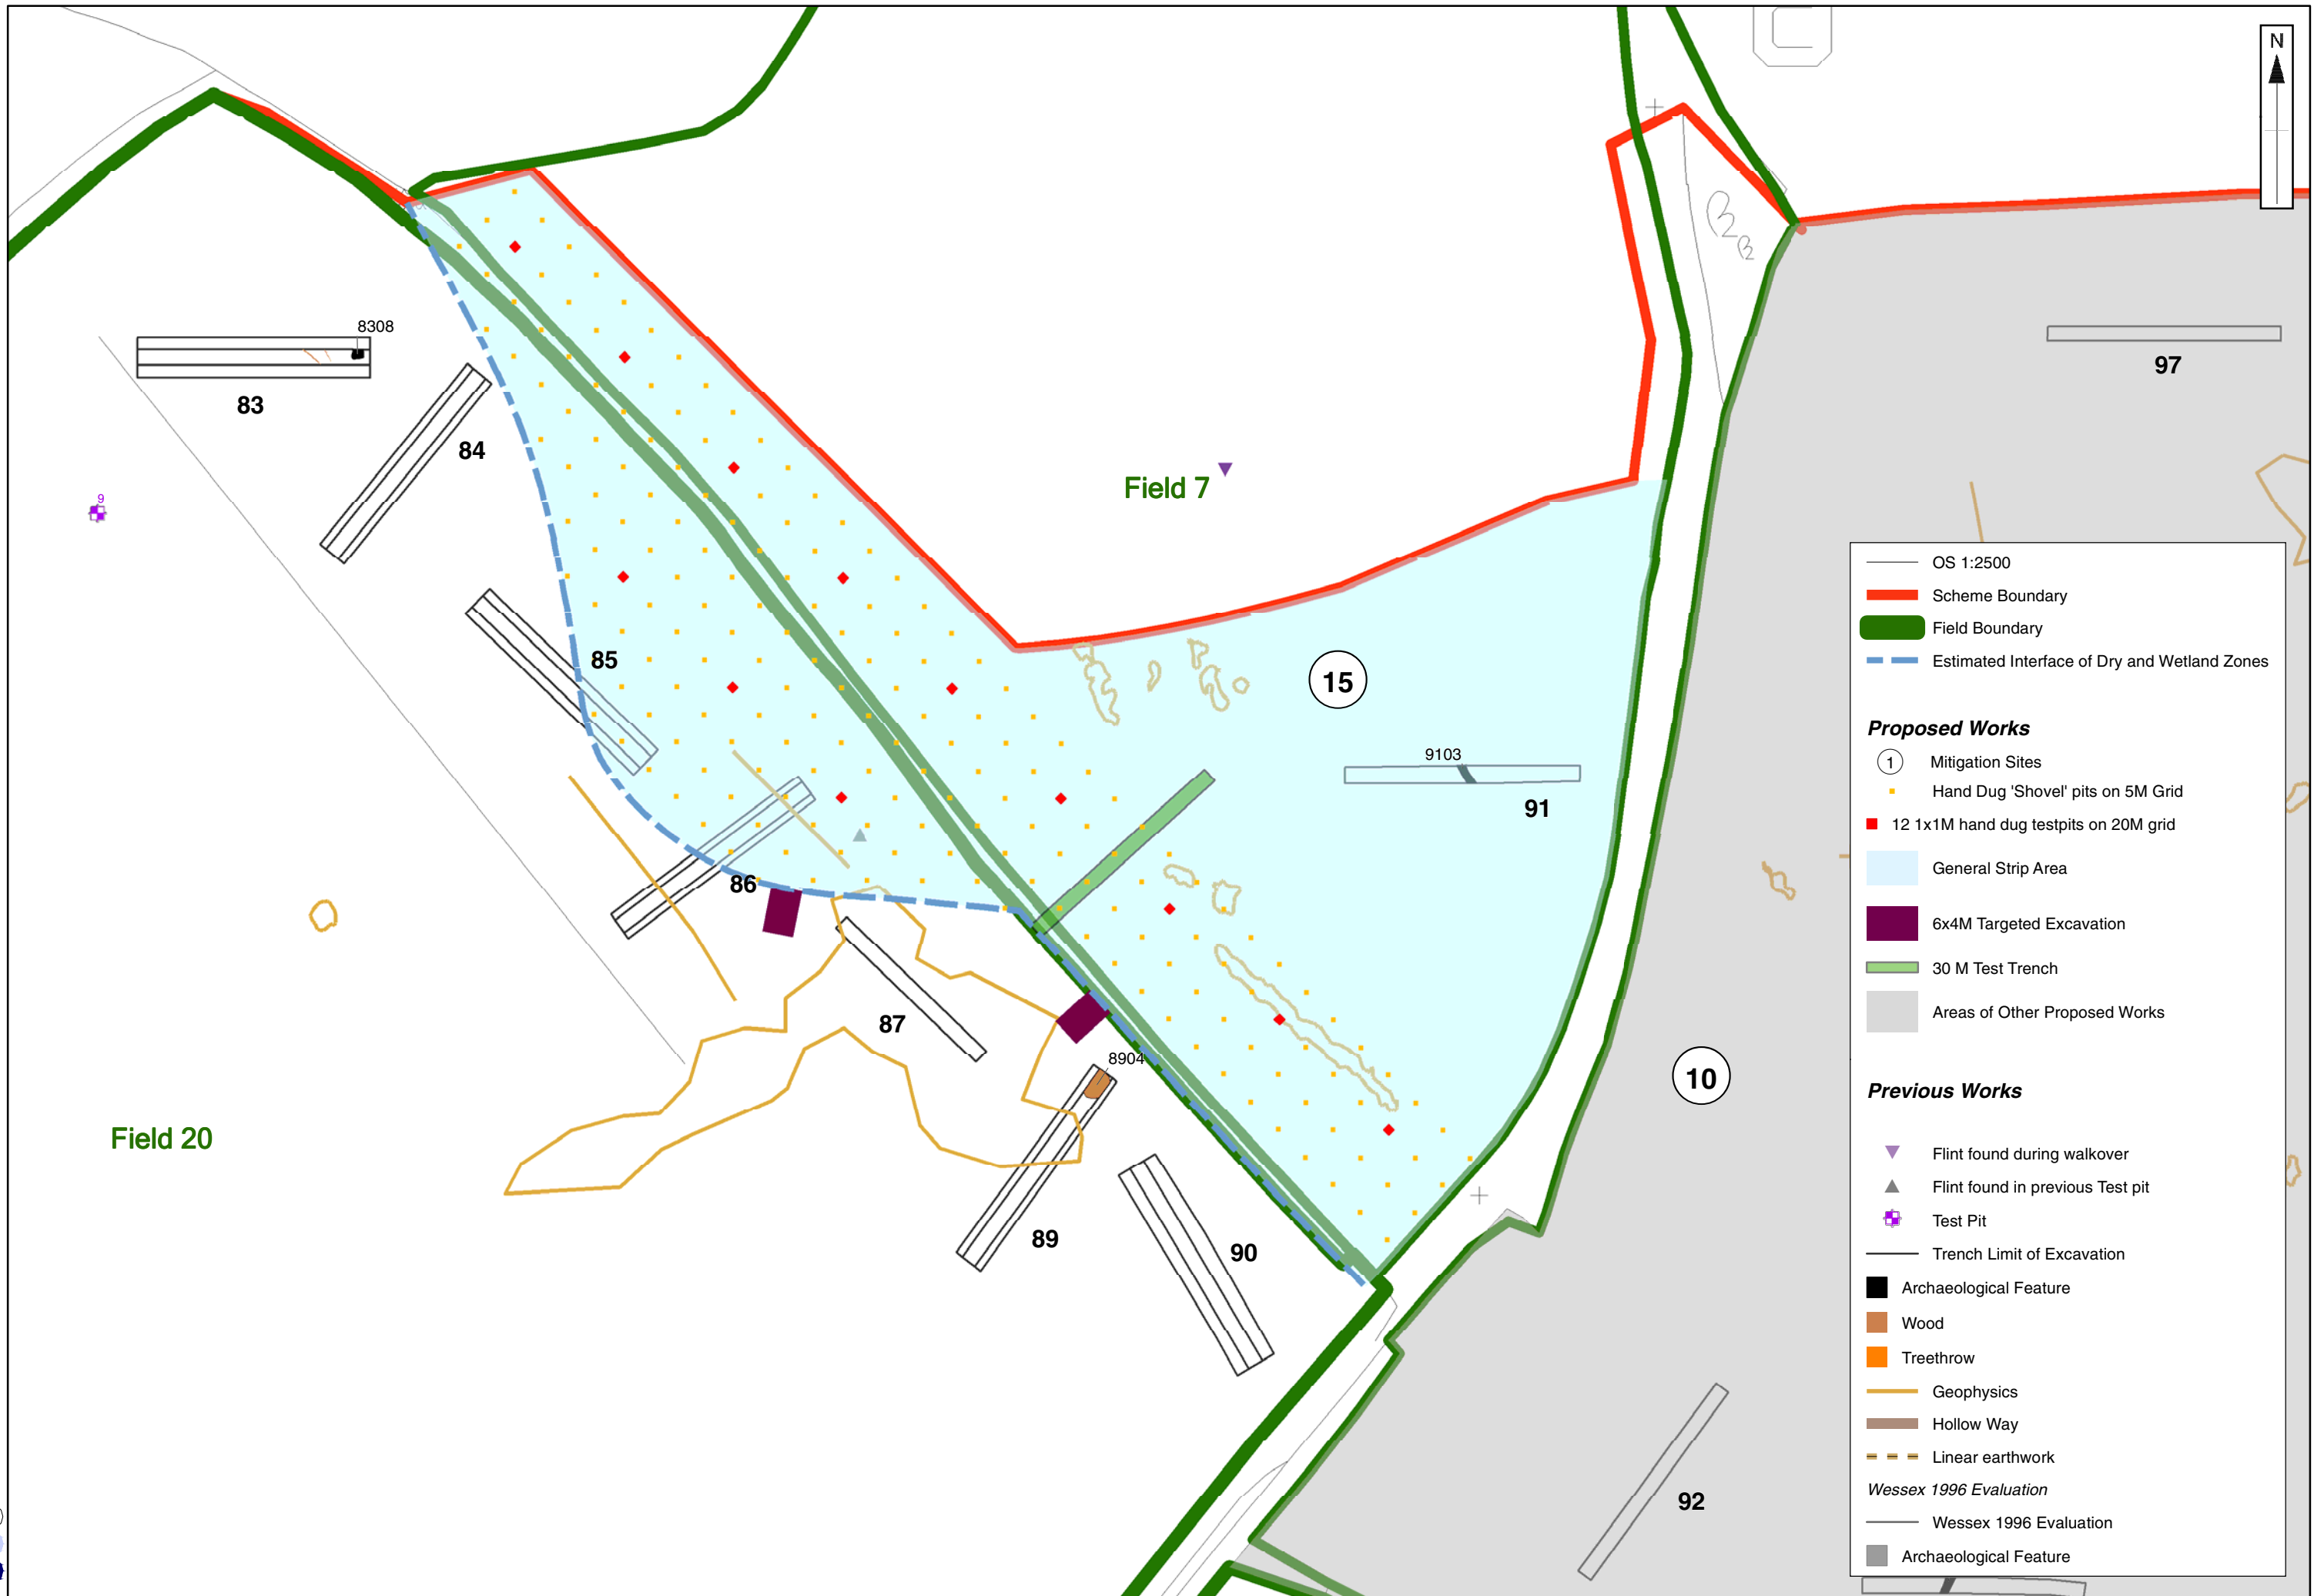 N
8308
83
97
84
Field 7
9
85
15
9103
91
86
87
10
8904
Field 20
89
90
92
OS 1:2500
Scheme Boundary
Field Boundary
Estimated Interface of Dry and Wetland Zones
Proposed Works
1 Mitigation Sites
Hand Dug 'Shovel' pits on 5M Grid
12 1x1M hand dug testpits on 20M grid
General Strip Area
6x4M Targeted Excavation
30 M Test Trench
Areas of Other Proposed Works
Previous Works
Flint found during walkover
Flint found in previous Test pit
Test Pit
Trench Limit of Excavation
Archaeological Feature
Wood
Treethrow
Geophysics
Hollow Way
Linear earthwork
Wessex 1996 Evaluation
Wessex 1996 Evaluation
Archaeological Feature